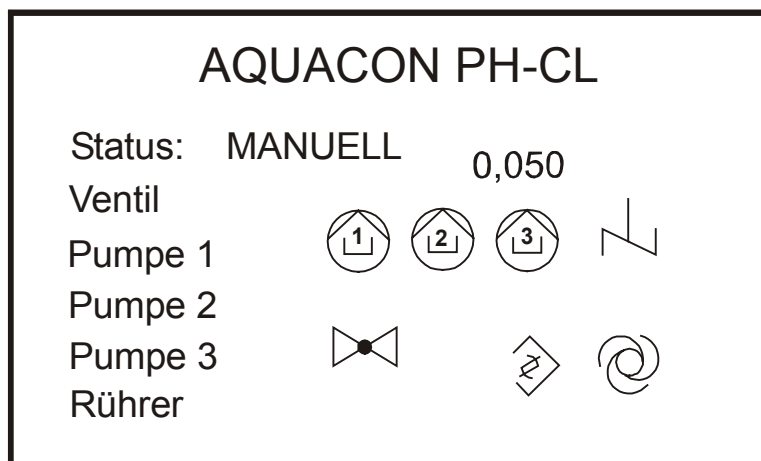 AQUACON PH-CL
Status: MANUELL
0,050
Ventil
Pumpe 1
1 2 3
Pumpe 2
Pumpe 3
Rührer